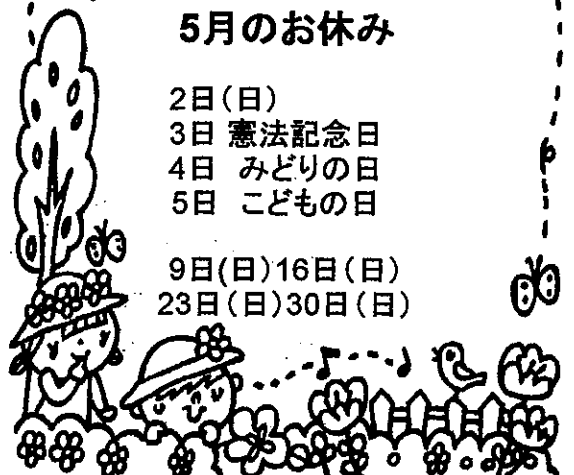 5月のお休み
2日(日)
3日 憲法記念日
4日 みどりの日
5日 こどもの日
9日(日)16日(日)
23日(日)30日(日)